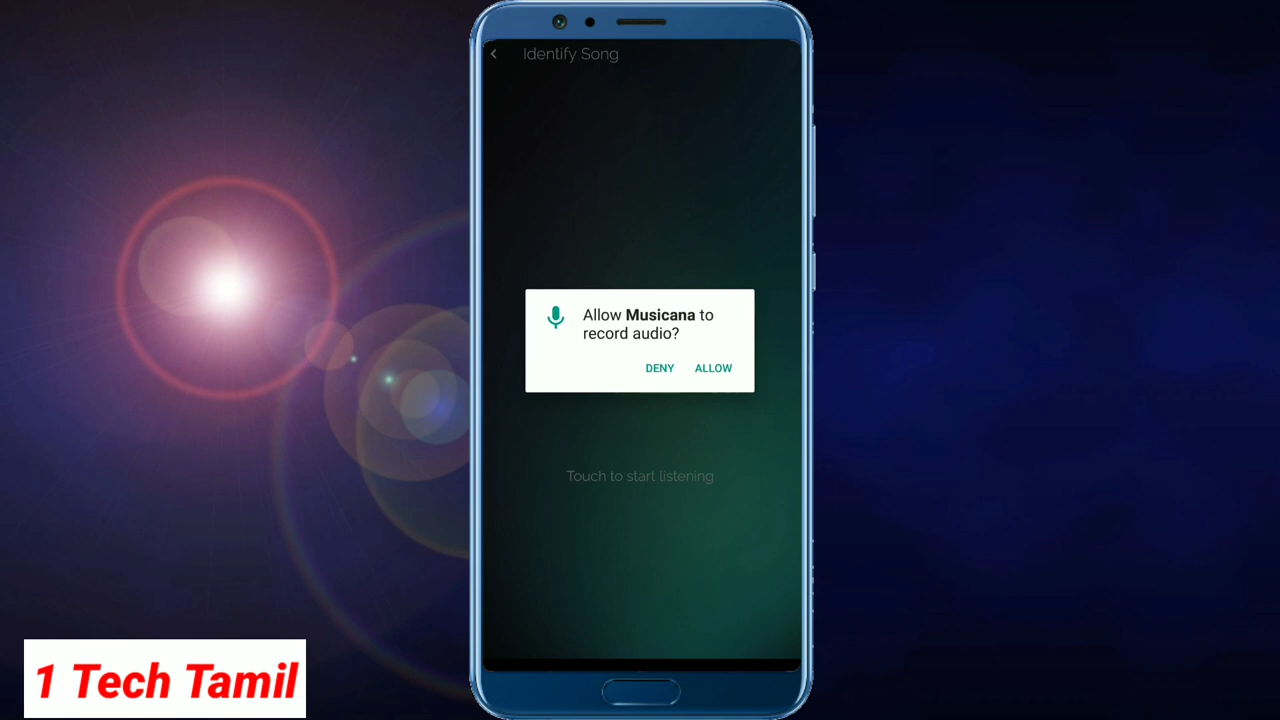 Identify Song
Allow Musicana to
record audio?
DENY ALLOW
Touch to start listening
1 Tech Tamil